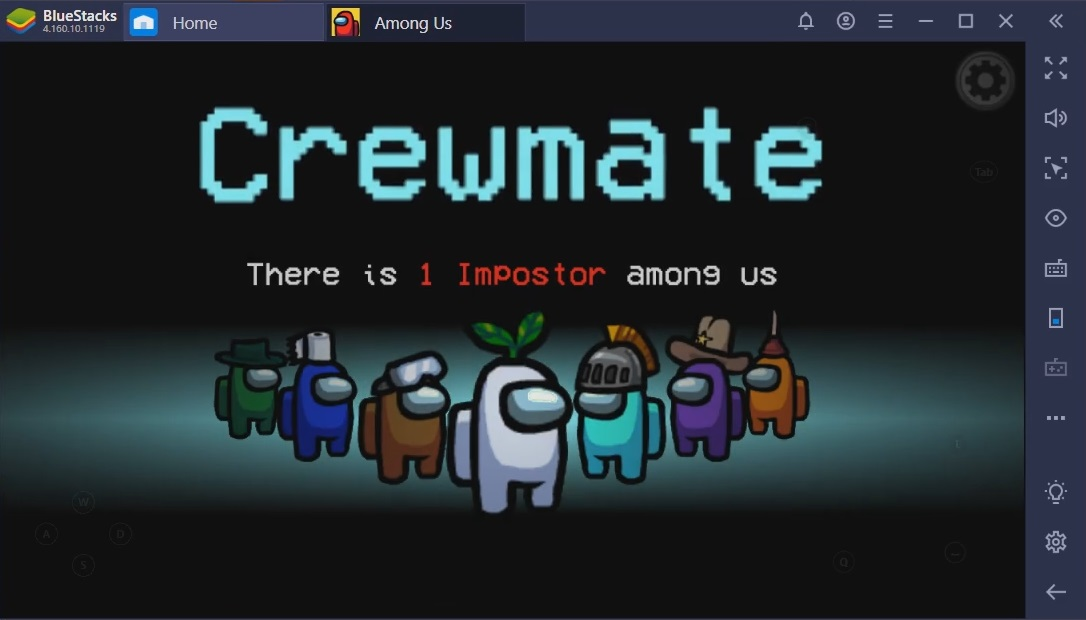 BlueStacks
4.160.10.1119
Home
Among Us
Crewmate
Tab
There is 1 Impostor among us
W
A
D
S
Q